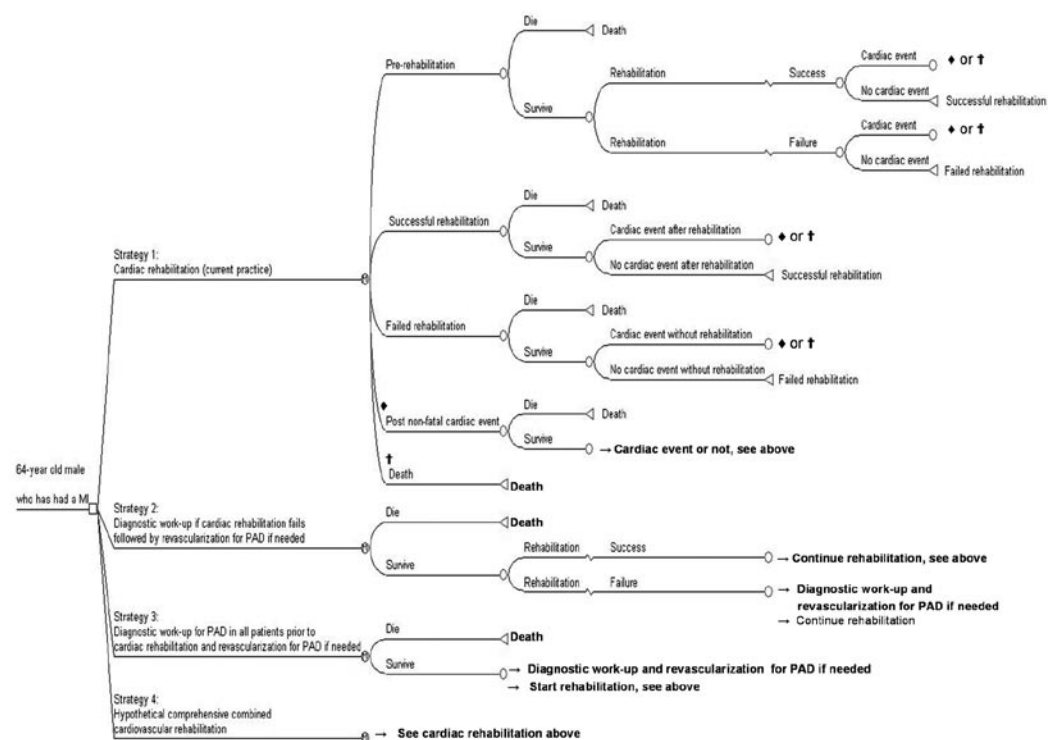 Die
Death
Pre-rehabilitation
Cardiac event
♦ or †
Rehabilitation
Success
No cardiac event
Successful rehabilitation
Survive
Cardiac event
♦ or †
Rehabilitation
Failure
No cardiac event
Failed rehabilitation
Die
Death
Successful rehabilitation
Cardiac event after rehabilitation
♦ or †
Survive
No cardiac event after rehabilitation
Successful rehabilitation
Strategy 1:
Cardiac rehabilitation (current practice)
Die
Death
Failed rehabilitation
Cardiac event without rehabilitation
♦ or †
Survive
No cardiac event without rehabilitation
Failed rehabilitation
♦
Post non-fatal cardiac event
Die
Death
Survive
→ Cardiac event or not, see above
†
Death
Death
64-year old male
who has had a MI
Strategy 2:
Diagnostic work-up if cardiac rehabilitation fails
followed by revascularization for PAD if needed
Die
Death
Survive
Rehabilitation
Success
→ Continue rehabilitation, see above
Rehabilitation
Failure
→ Diagnostic work-up and
revascularization for PAD if needed
→ Continue rehabilitation
Strategy 3:
Diagnostic work-up for PAD in all patients prior to
cardiac rehabilitation and revascularization for PAD if needed
Die
Death
Survive
→ Diagnostic work-up and revascularization for PAD if needed
→ Start rehabilitation, see above
Strategy 4:
Hypothetical comprehensive combined
cardiovascular rehabilitation
→ See cardiac rehabilitation above